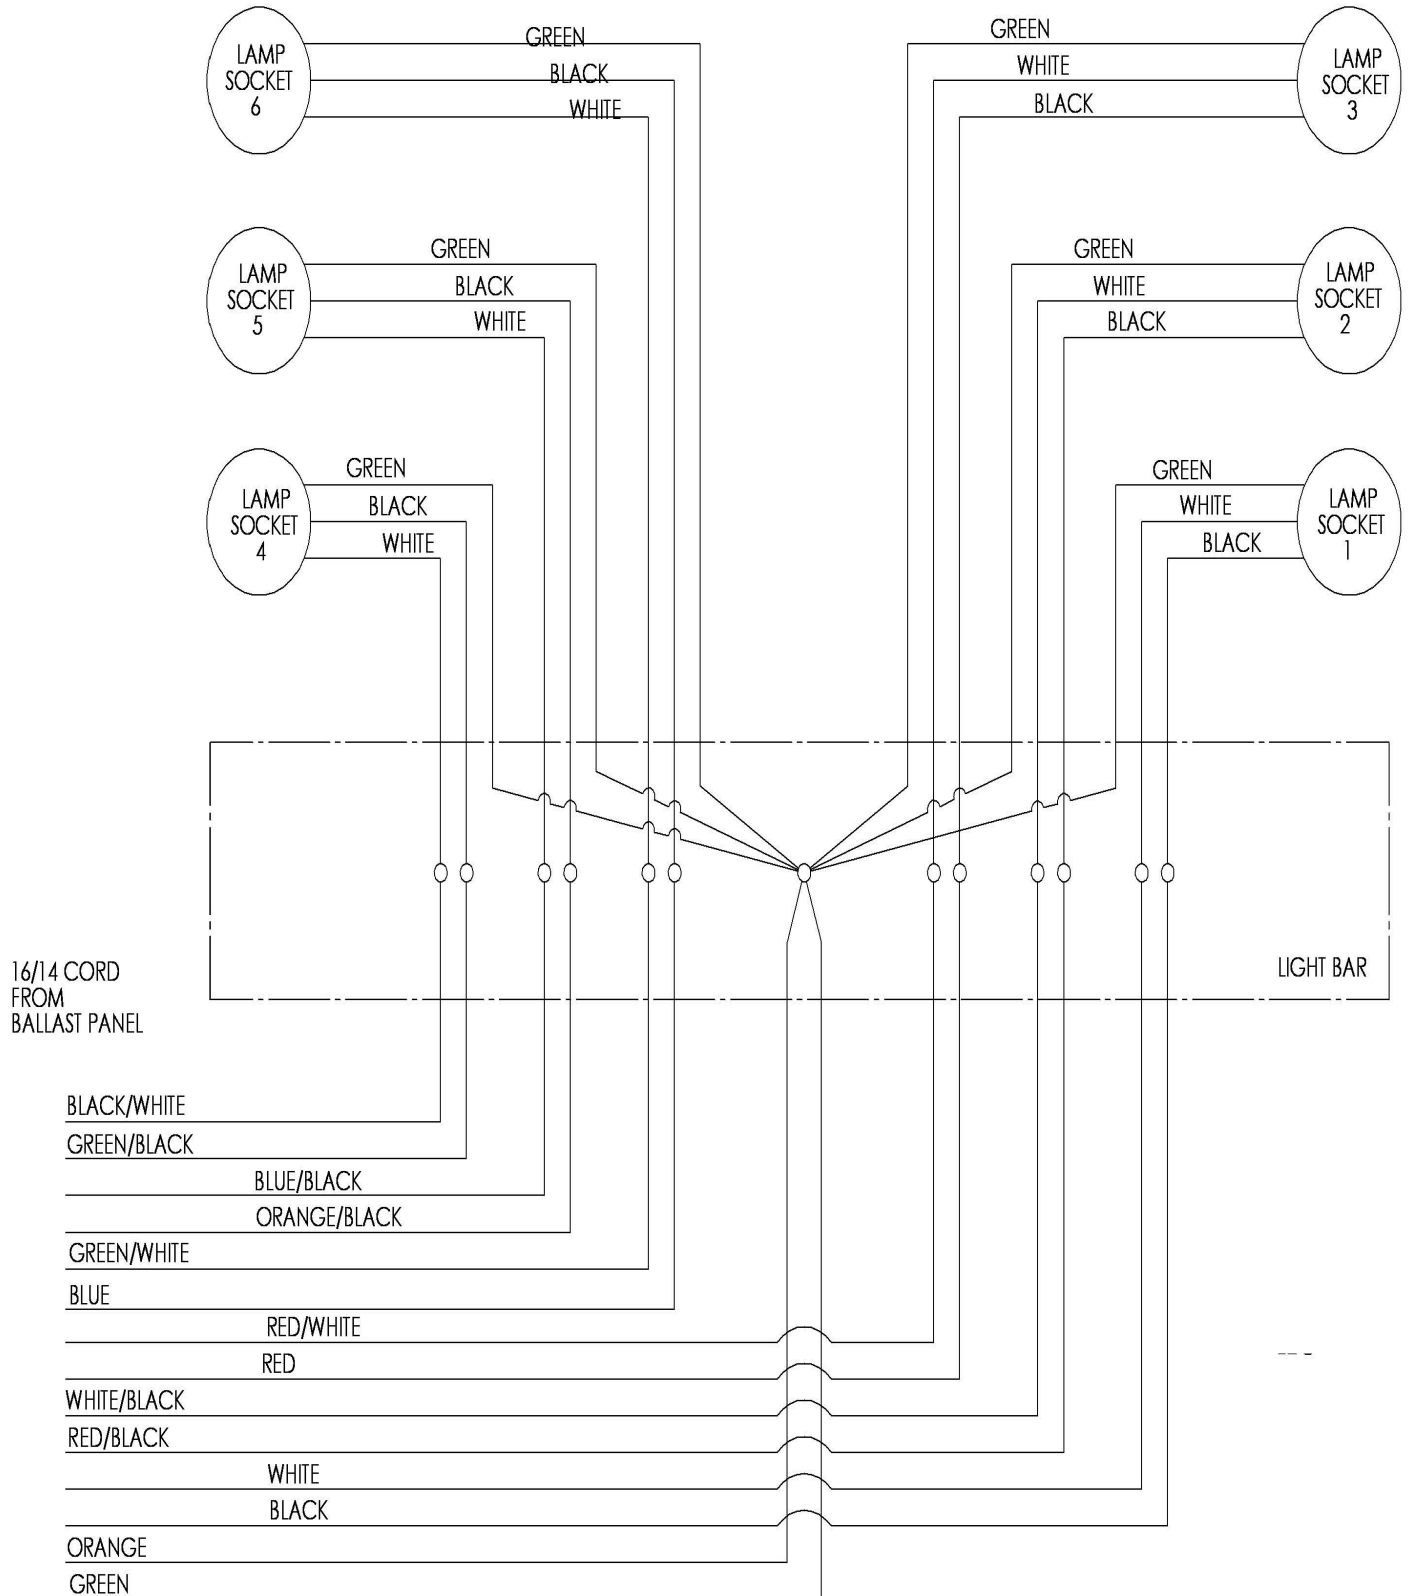 LAMP
SOCKET
6
GREEN
BLACK
WHITE
GREEN
WHITE
BLACK
LAMP
SOCKET
3
LAMP
SOCKET
5
GREEN
BLACK
WHITE
GREEN
WHITE
BLACK
LAMP
SOCKET
2
LAMP
SOCKET
4
GREEN
BLACK
WHITE
GREEN
WHITE
BLACK
LAMP
SOCKET
1
LIGHT BAR
16/14 CORD
FROM
BALLAST PANEL
BLACK/WHITE
GREEN/BLACK
BLUE/BLACK
ORANGE/BLACK
GREEN/WHITE
BLUE
RED/WHITE
RED
WHITE/BLACK
RED/BLACK
WHITE
BLACK
ORANGE
GREEN